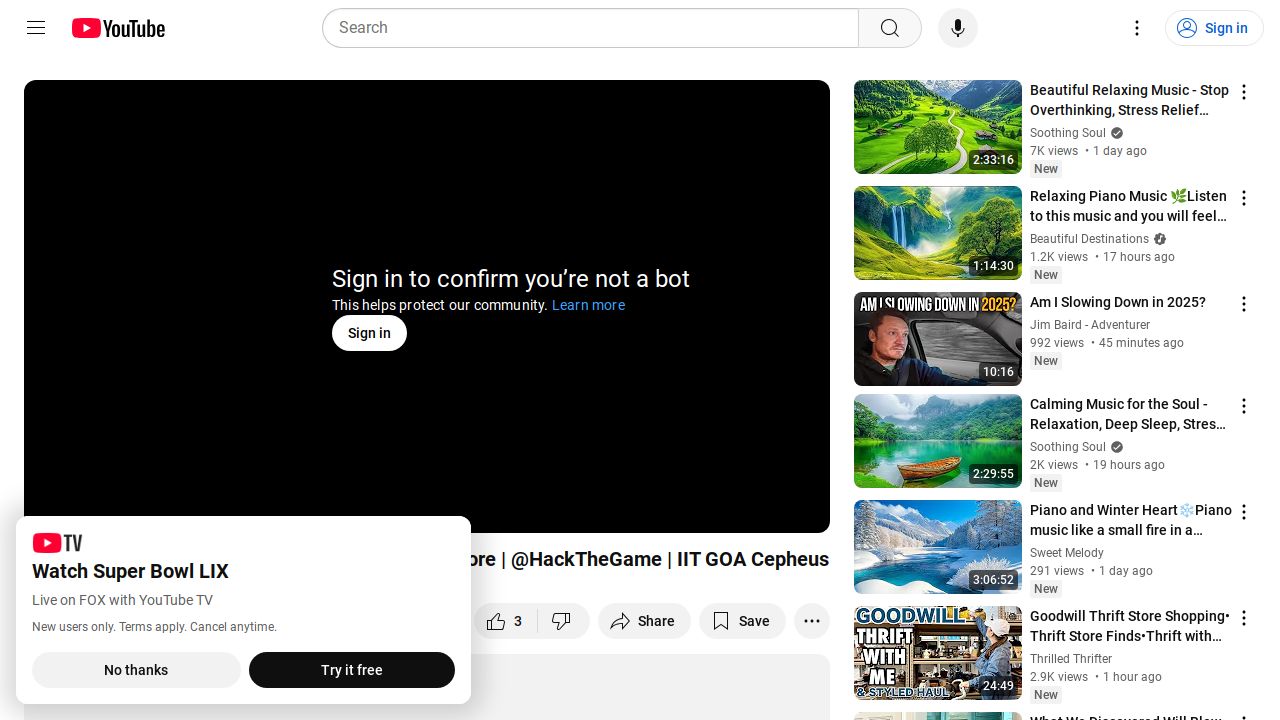 YouTube
Search
Sign in
Sign in to confirm you’re not a bot
This helps protect our community. Learn more
Sign in
ore | @HackTheGame | IIT GOA Cepheus
3
Share
Save
TV
Watch Super Bowl LIX
Live on FOX with YouTube TV
New users only. Terms apply. Cancel anytime.
No thanks
Try it free
2:33:16
Beautiful Relaxing Music - Stop
Overthinking, Stress Relief…
Soothing Soul
7K views • 1 day ago
New
1:14:30
Relaxing Piano Music 🌿Listen
to this music and you will feel…
Beautiful Destinations
1.2K views • 17 hours ago
New
AM I SLOWING DOWN IN 2025?
10:16
Am I Slowing Down in 2025?
Jim Baird - Adventurer
992 views • 45 minutes ago
New
2:29:55
Calming Music for the Soul -
Relaxation, Deep Sleep, Stres…
Soothing Soul
2K views • 19 hours ago
New
3:06:52
Piano and Winter Heart❄️Piano
music like a small fire in a…
Sweet Melody
291 views • 1 day ago
New
GOODWILL
THRIFT
WITH
ME
& STYLED HAUL
24:49
Goodwill Thrift Store Shopping•
Thrift Store Finds•Thrift with…
Thrilled Thrifter
2.9K views • 1 hour ago
New
What We Discovered Will Blow